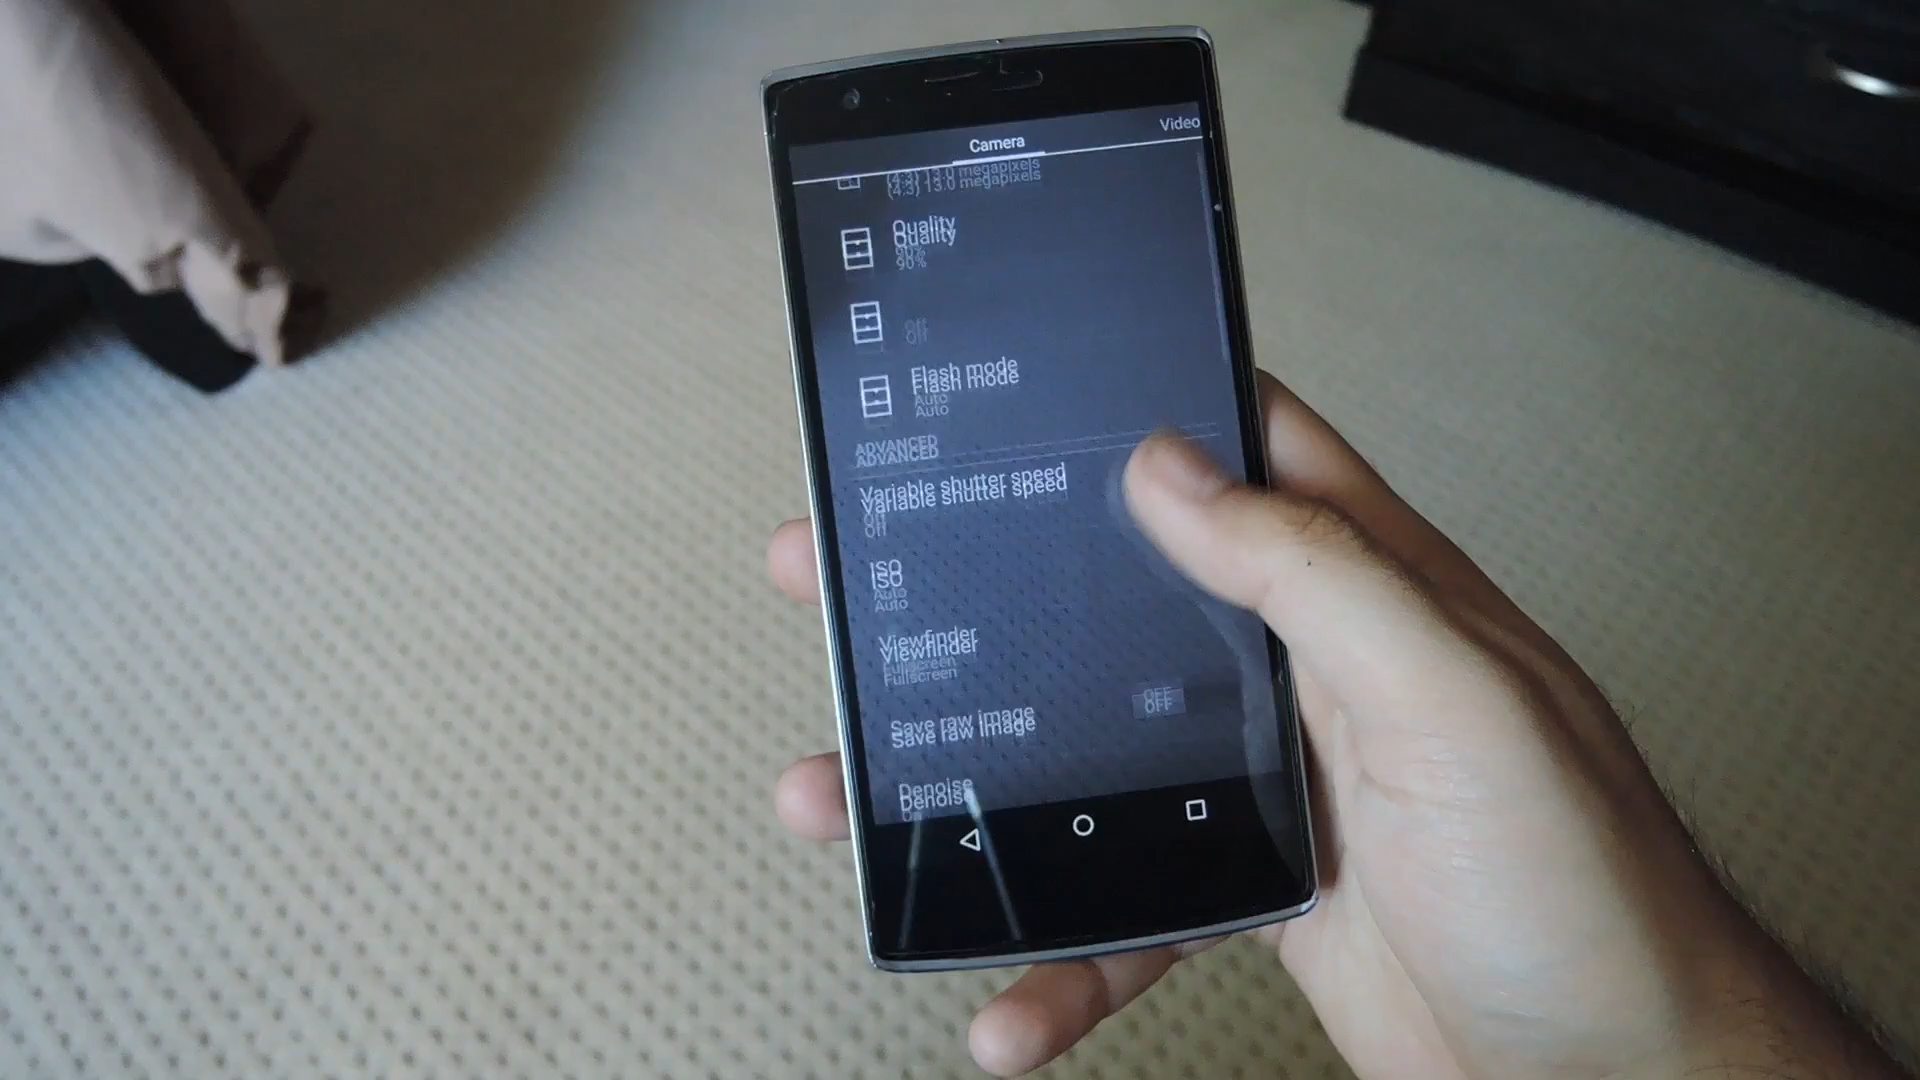 Camera
Video
(4:3) 13.0 megapixels
Quality
90%
Off
Flash mode
Auto
ADVANCED
Variable shutter speed
Off
ISO
Auto
Viewfinder
Fullscreen
Save raw image
OFF
Denoise
On